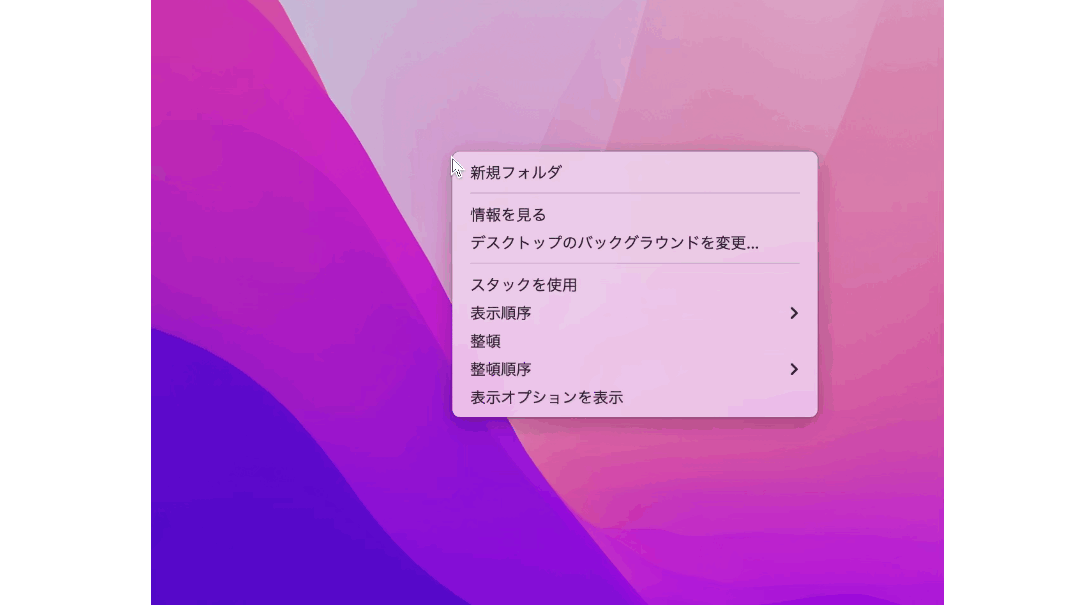 新規フォルダ
情報を見る
デスクトップのバックグラウンドを変更...
スタックを使用
表示順序
整頓
整頓順序
表示オプションを表示